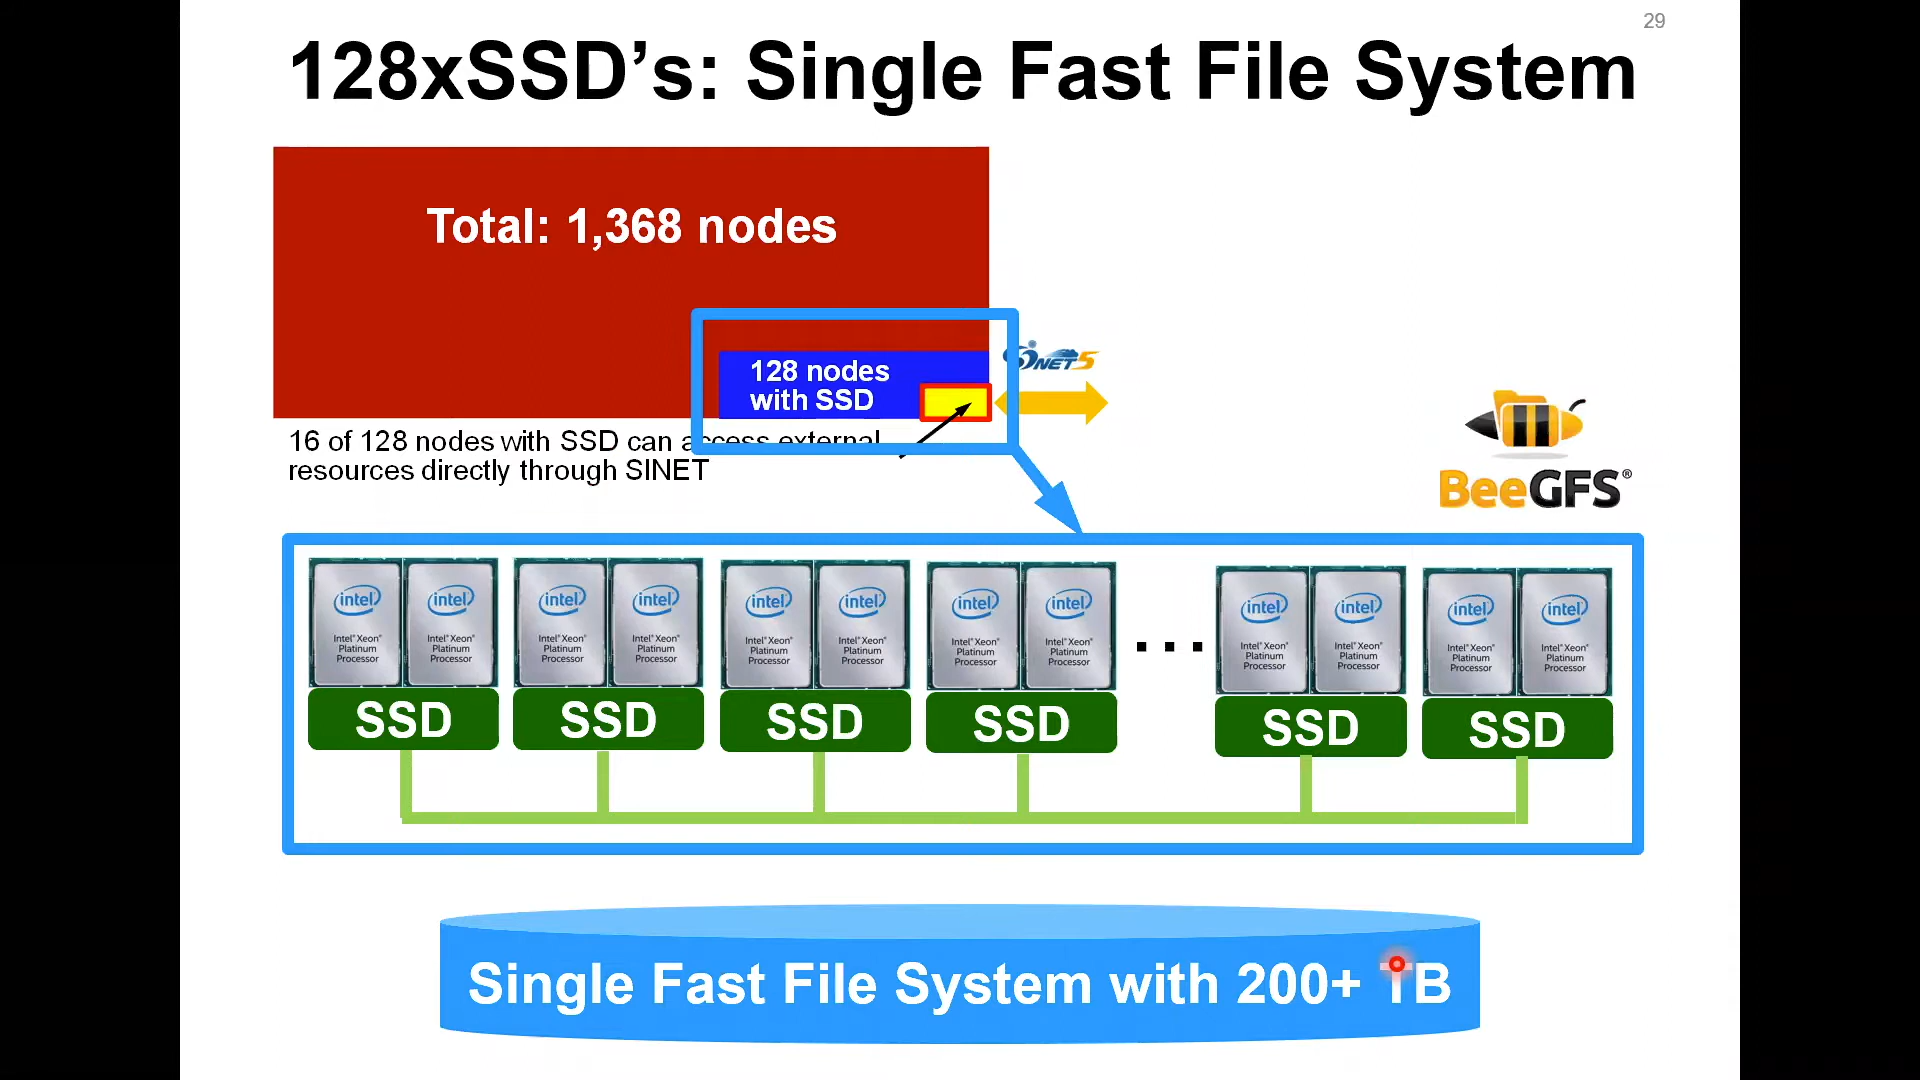 29
128xSSD’s: Single Fast File System
Total: 1,368 nodes
128 nodes
with SSD
SINET5
16 of 128 nodes with SSD can access external
resources directly through SINET
BeeGFS®
intel intel intel intel intel intel intel intel intel intel intel intel
Intel® Xeon® Intel® Xeon® Intel® Xeon® Intel® Xeon® Intel® Xeon® Intel® Xeon® Intel® Xeon® Intel® Xeon® Intel® Xeon® Intel® Xeon® Intel® Xeon® Intel® Xeon®
Platinum Platinum Platinum Platinum Platinum Platinum Platinum Platinum Platinum Platinum Platinum Platinum
Processor Processor Processor Processor Processor Processor Processor Processor Processor Processor Processor Processor
SSD SSD SSD SSD ... SSD SSD
Single Fast File System with 200+ TB